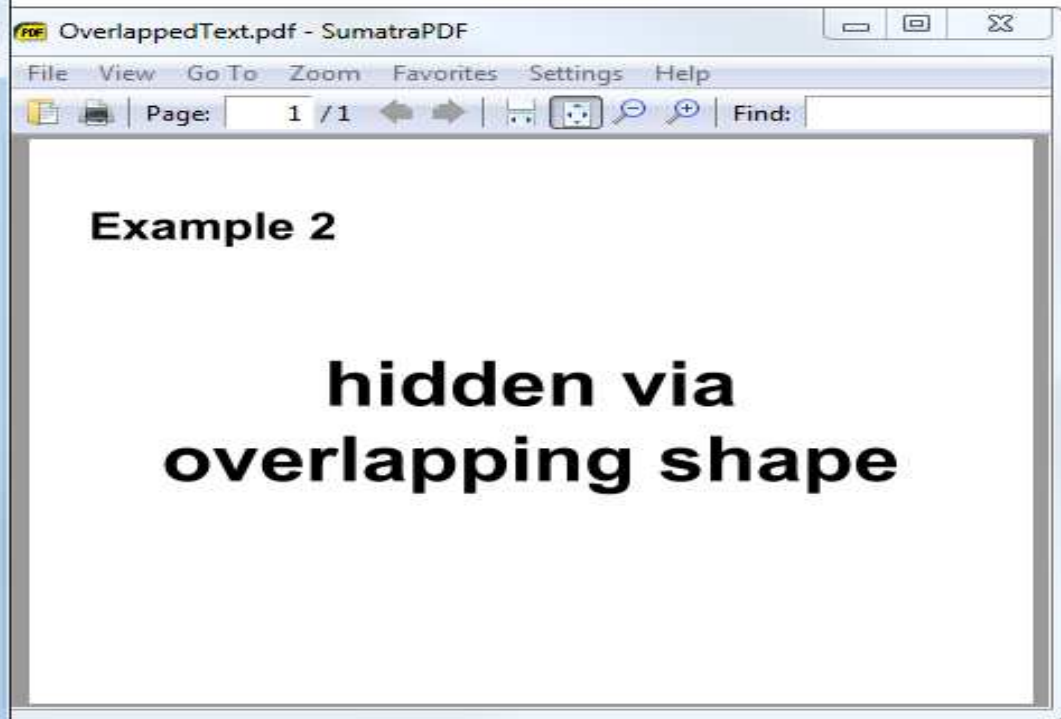 PDF OverlappedText.pdf - SumatraPDF
File View Go To Zoom Favorites Settings Help
Page: 1 / 1 Find:
Example 2
hidden via
overlapping shape